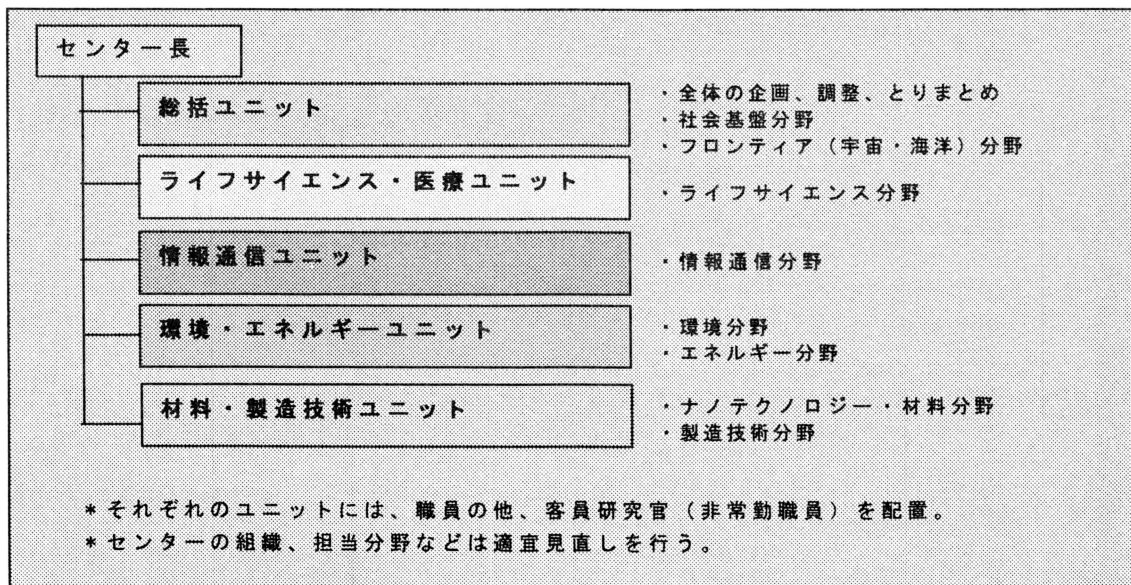 センター長
総括ユニット
・全体の企画、調整、とりまとめ
・社会基盤分野
・フロンティア（宇宙・海洋）分野
ライフサイエンス・医療ユニット
・ライフサイエンス分野
情報通信ユニット
・情報通信分野
環境・エネルギーユニット
・環境分野
・エネルギー分野
材料・製造技術ユニット
・ナノテクノロジー・材料分野
・製造技術分野
＊それぞれのユニットには、職員の他、客員研究官（非常勤職員）を配置。
＊センターの組織、担当分野などは適宜見直しを行う。